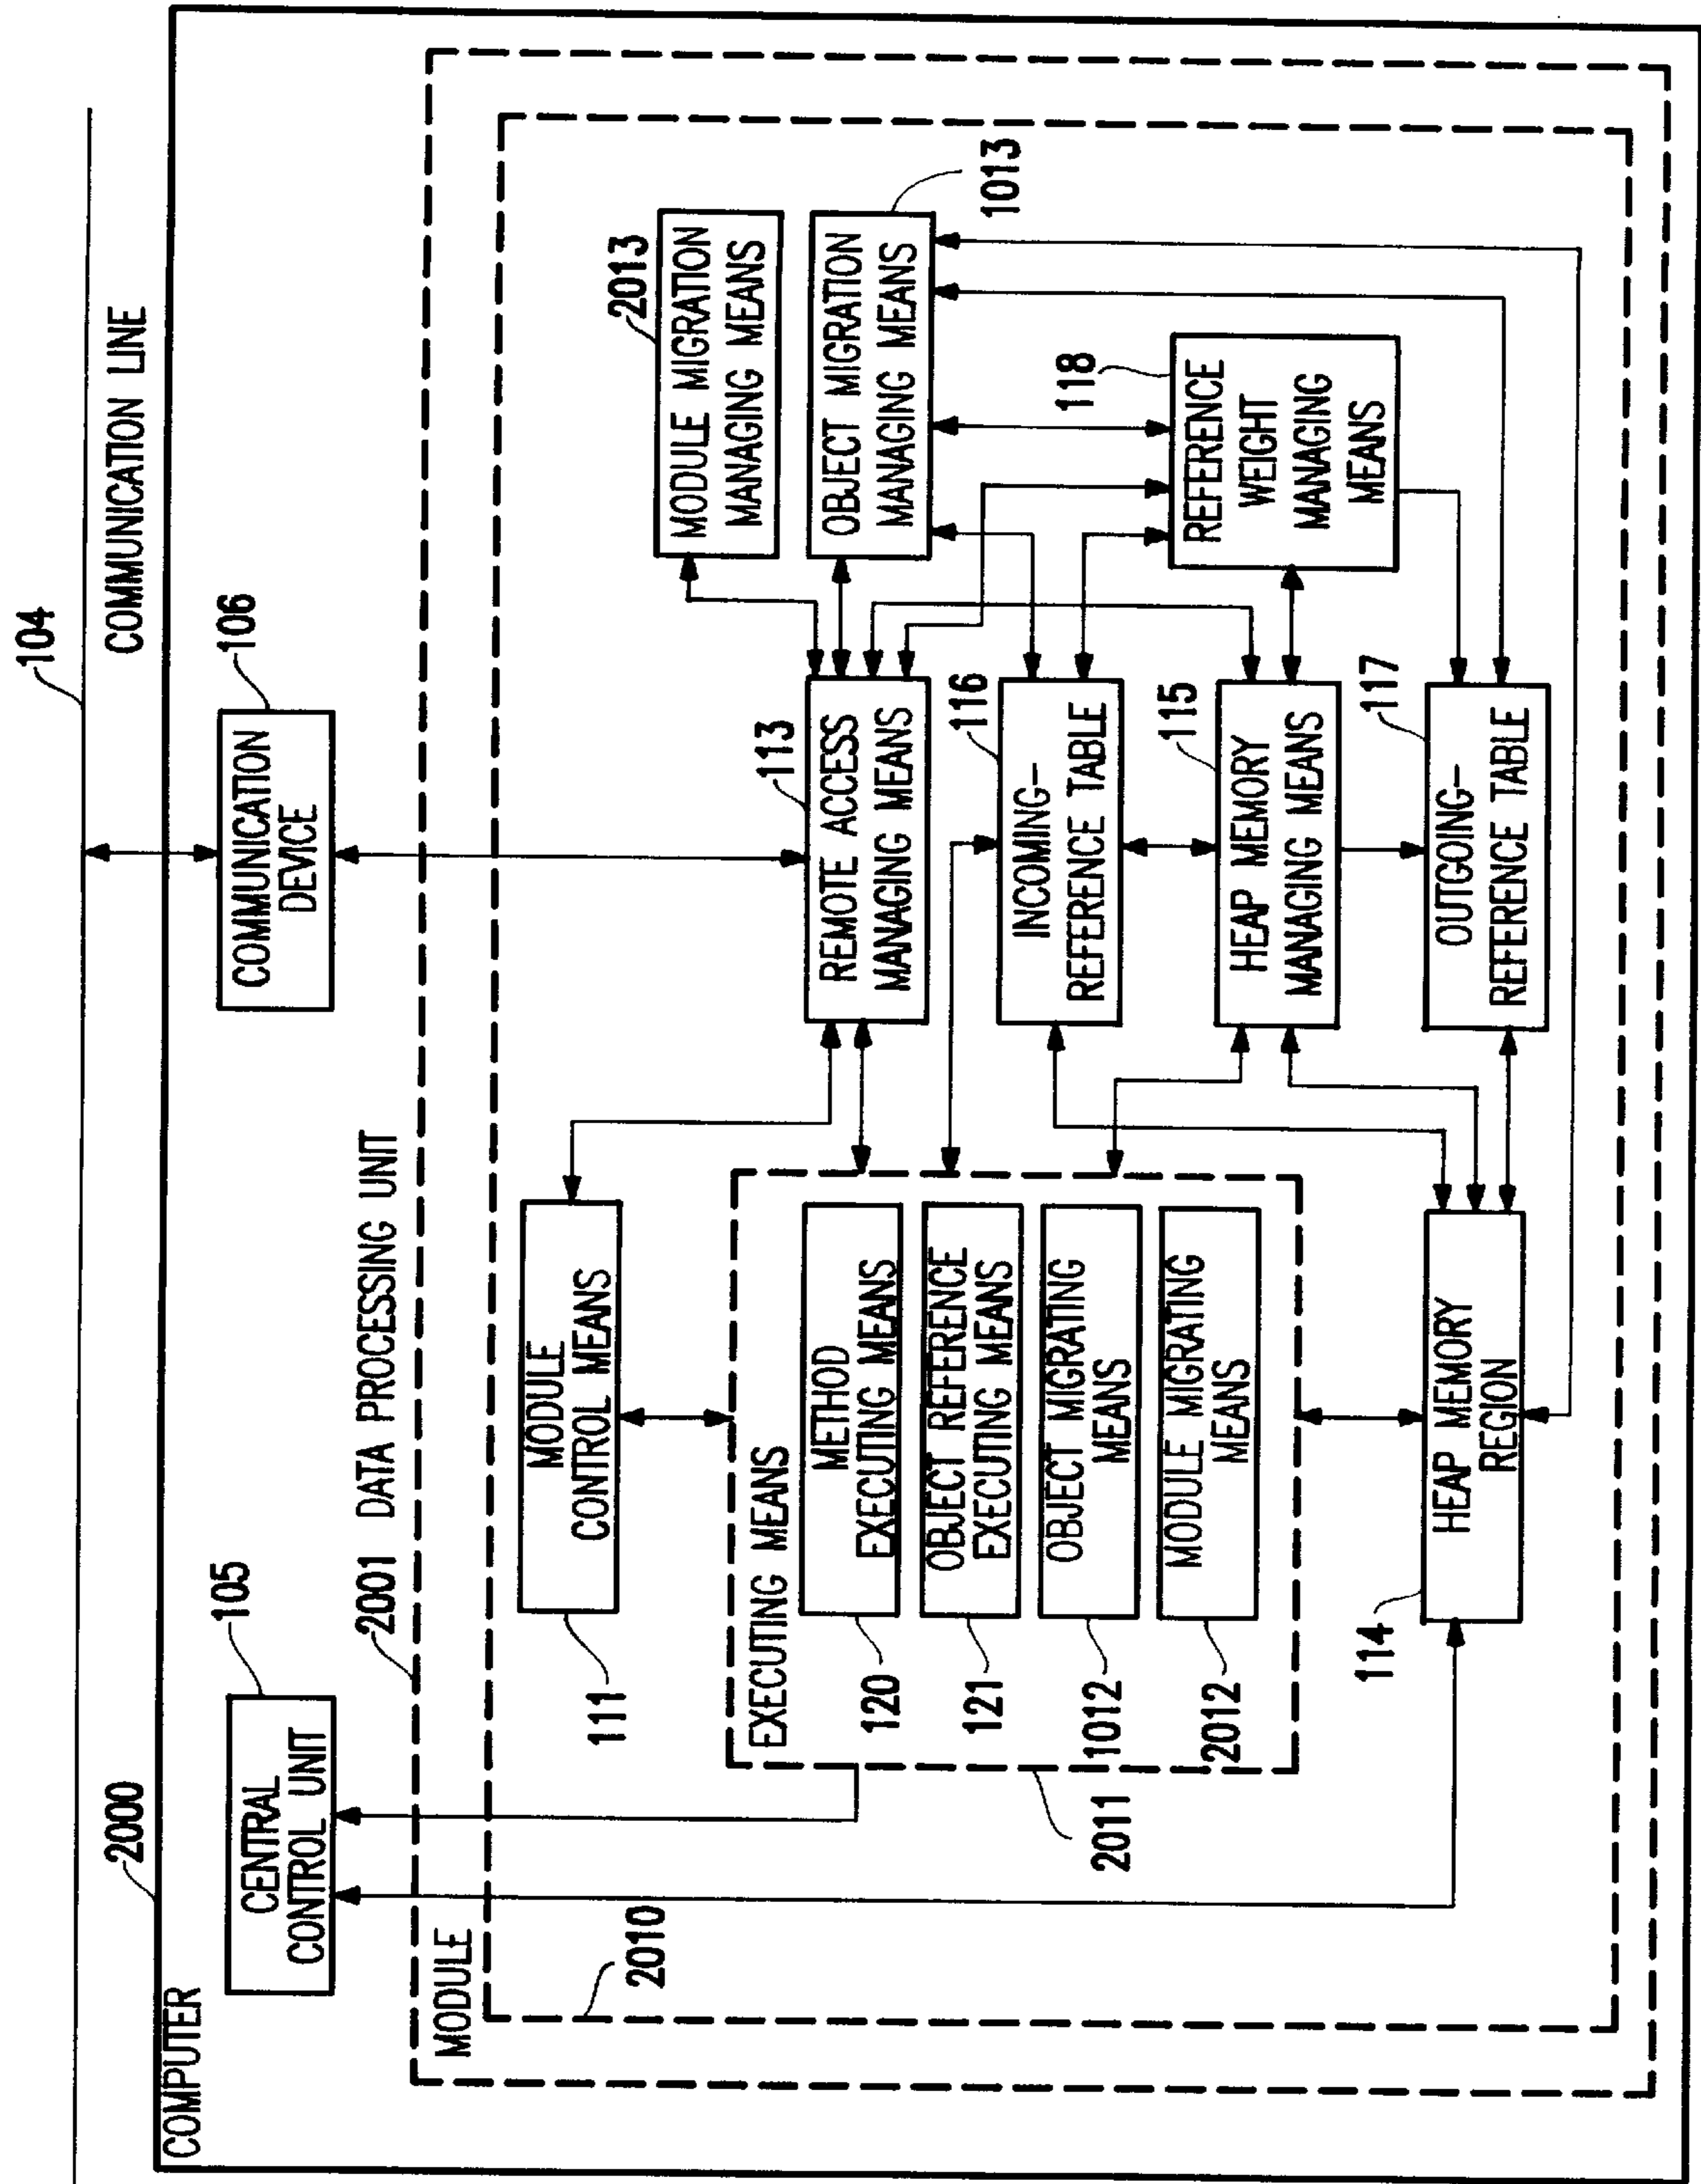 104
COMMUNICATION LINE
2000
COMPUTER
105
CENTRAL
CONTROL UNIT
106
COMMUNICATION
DEVICE
2001 DATA PROCESSING UNIT
MODULE
2010
111
MODULE
CONTROL MEANS
EXECUTING MEANS
2011
120
METHOD
EXECUTING MEANS
121
OBJECT REFERENCE
EXECUTING MEANS
1012
OBJECT MIGRATING
MEANS
2012
MODULE MIGRATING
MEANS
114
HEAP MEMORY
REGION
113
REMOTE ACCESS
MANAGING MEANS
116
INCOMING-
REFERENCE TABLE
115
HEAP MEMORY
MANAGING MEANS
117
OUTGOING-
REFERENCE TABLE
2013
MODULE MIGRATION
MANAGING MEANS
OBJECT MIGRATION
MANAGING MEANS
1013
118
REFERENCE
WEIGHT
MANAGING
MEANS